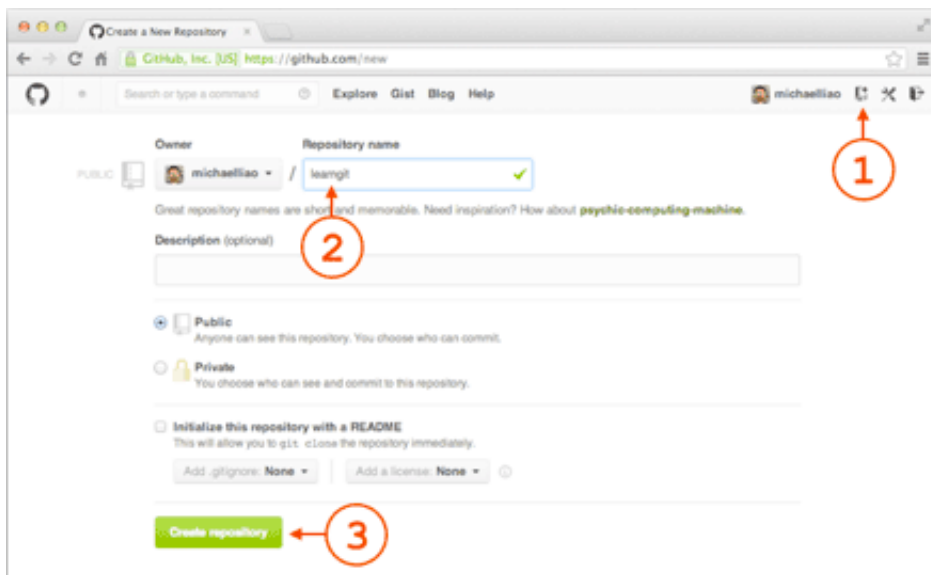 Create a New Repository
GitHub, Inc. [US] https://github.com/new
Search or type a command Explore Gist Blog Help michaelliao
1
Owner Repository name
PUBLIC michaelliao / learngit
Great repository names are short and memorable. Need inspiration? How about psychic-computing-machine.
2
Description (optional)
Public
Anyone can see this repository. You choose who can commit.
Private
You choose who can see and commit to this repository.
Initialize this repository with a README
This will allow you to git clone the repository immediately.
Add .gitignore: None Add a license: None
Create repository 3